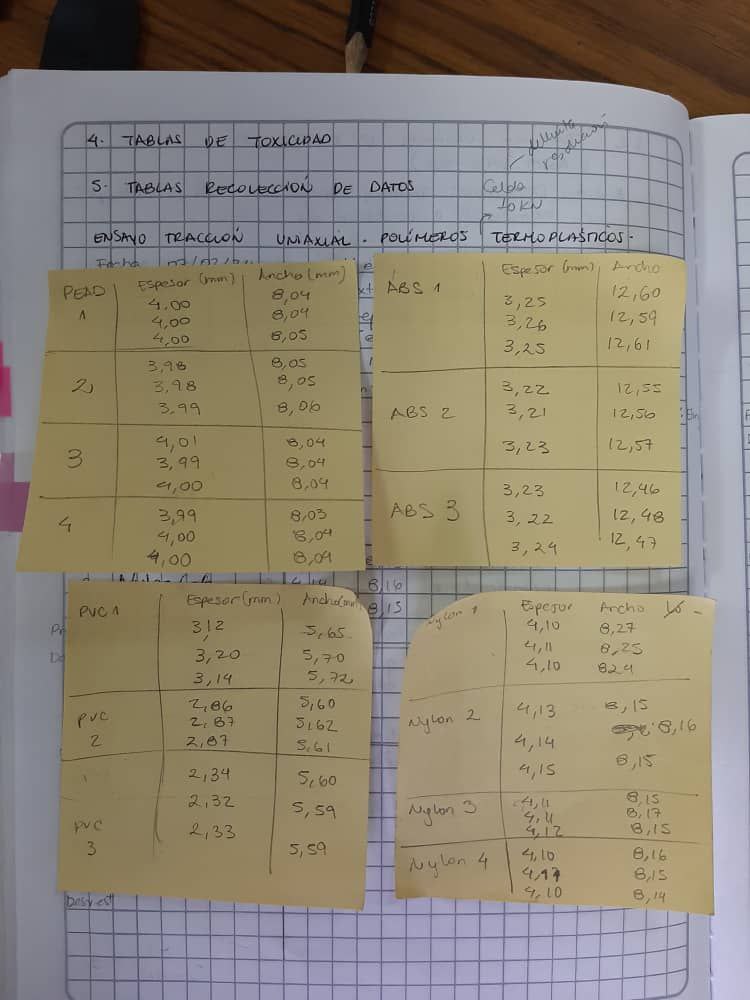 4. TABLAS DE TOXICIDAD
5. TABLAS RECOLECCIÓN DE DATOS
Celda
10 KN
ENSAYO TRACCIÓN UNIAXIAL. POLÍMEROS TERMOPLÁSTICOS.
Fecha
PEAD Espesor (mm) Ancho (mm)
1
4,00 8,04
4,00 8,04
4,00 8,05
2
3,98 8,05
3,98 8,05
3,99 8,06
3
4,01 8,04
3,99 8,04
4,00 8,04
4
3,99 8,03
4,00 8,04
4,00 8,04
ABS 1 Espesor (mm) Ancho
3,25 12,60
3,26 12,59
3,25 12,61
ABS 2
3,22 12,55
3,21 12,56
3,23 12,57
ABS 3
3,23 12,46
3,22 12,48
3,24 12,47
8,16
8,15
PVC 1 Espesor (mm) Ancho (mm)
3,12 5,65
3,20 5,70
3,14 5,72
PVC
2
2,86 5,60
2,87 5,62
2,87 5,61
PVC
3
2,34 5,60
2,32 5,59
2,33 5,59
Nylon 1 Espesor Ancho
4,10 8,27
4,11 8,25
4,10 824
Nylon 2
4,13 8,15
4,14 8,16
4,15 8,15
Nylon 3
4,11 8,15
4,11 8,17
4,12 8,15
Nylon 4
4,10 8,16
8,15
4,10 8,14